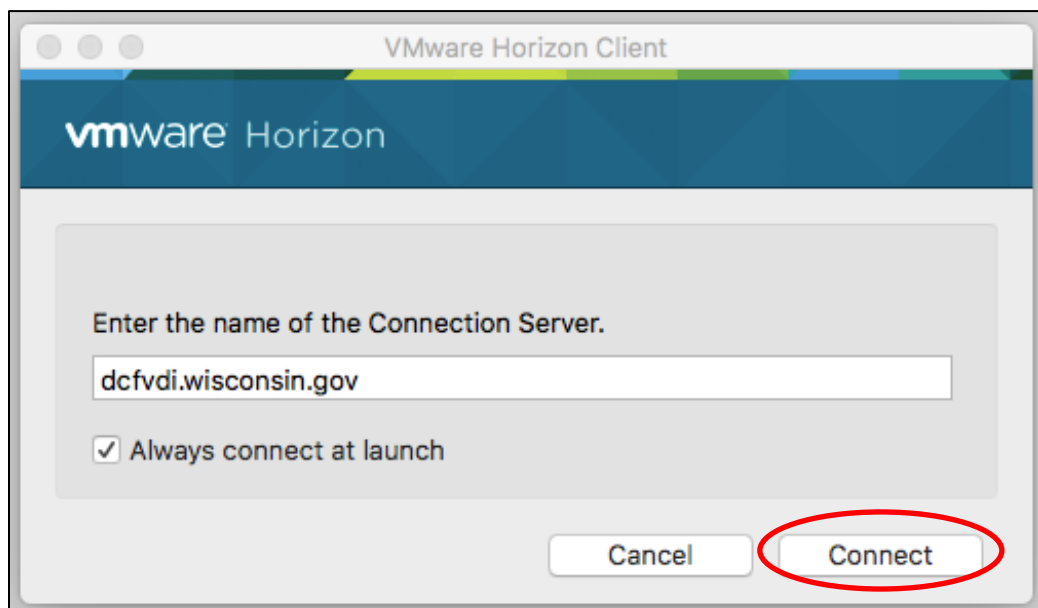 VMware Horizon Client
vmware Horizon
Enter the name of the Connection Server.
dcfvdi.wisconsin.gov
Always connect at launch
Cancel Connect